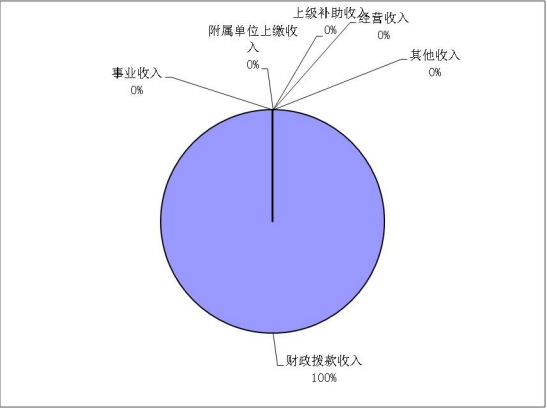 上级补助收入
0%
经营收入
0%
附属单位上缴收
入
0%
其他收入
0%
事业收入
0%
财政拨款收入
100%